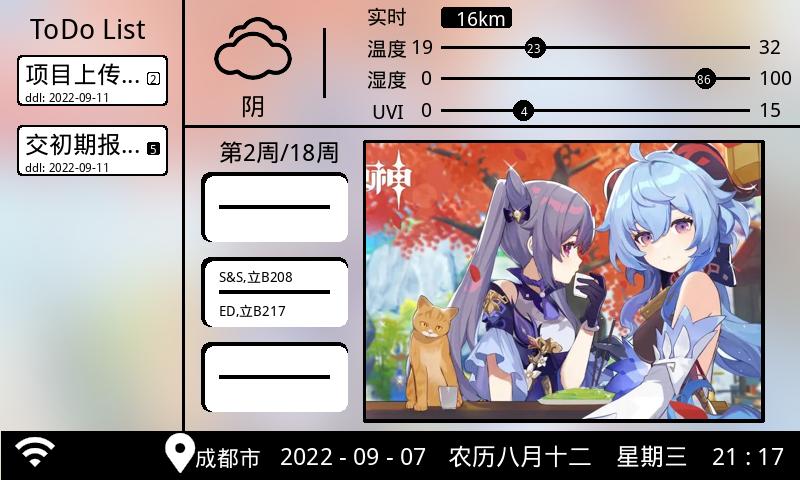 ToDo List
项目上传... 2
ddl: 2022-09-11
交初期报... 5
ddl: 2022-09-11
阴
实时 16km
温度 19 23 32
湿度 0 86 100
UVI 0 4 15
第2周/18周
S&S,立B208
ED,立B217
神
成都市 2022 - 09 - 07 农历八月十二 星期三 21 : 17